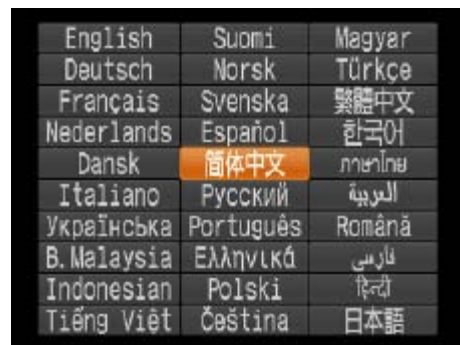 English Suomi Magyar
Deutsch Norsk Türkçe
Français Svenska 繁體中文
Nederlands Español 한국어
Dansk 简体中文 ภาษาไทย
Italiano Русский العربية
Українська Português Română
B.Malaysia Ελληνικά فارسی
Indonesian Polski हिन्दी
Tiếng Việt Čeština 日本語